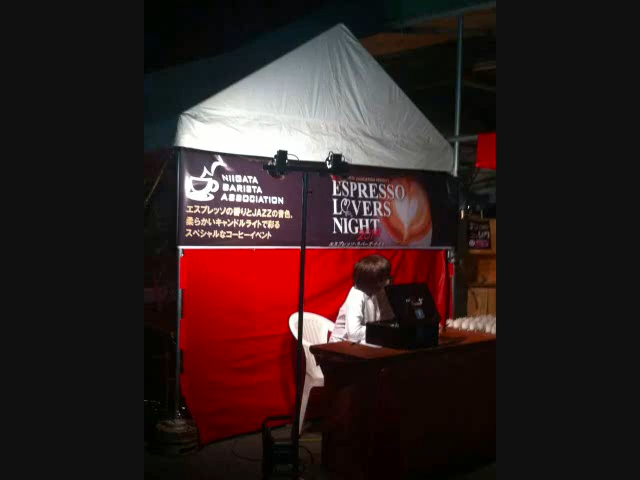 NIIGATA
BARISTA
ASSOCIATION
エスプレッソの香りとJAZZの音色、
柔らかいキャンドルライトで彩る
スペシャルなコーヒーイベント
ESPRESSO
LOVERS
NIGHT